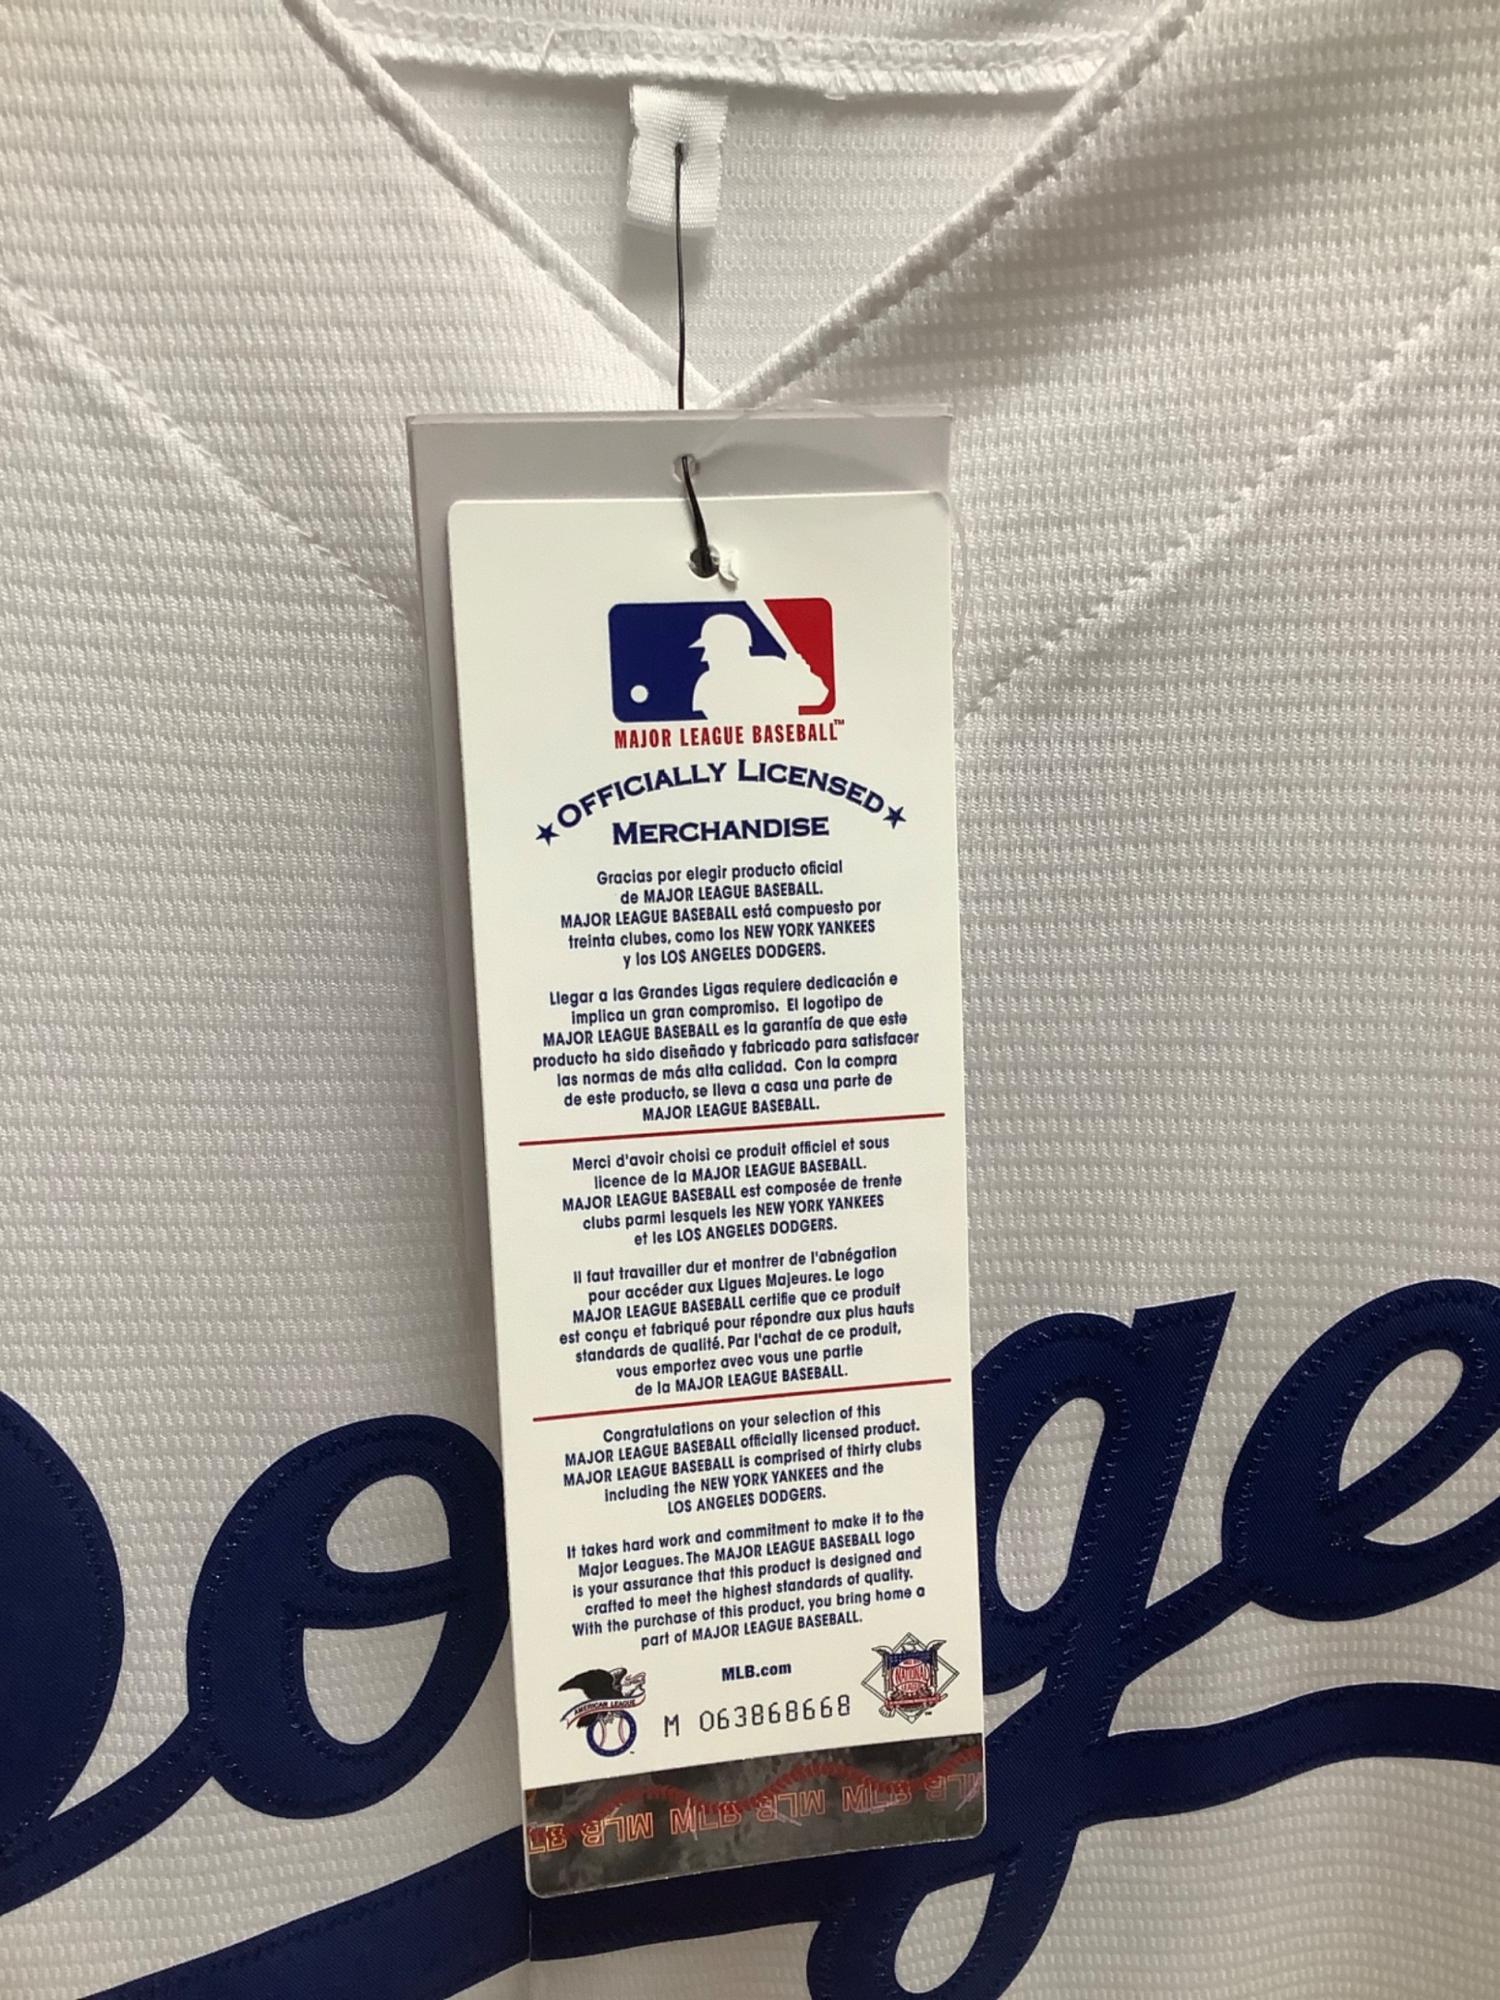 MAJOR LEAGUE BASEBALL™
★ OFFICIALLY LICENSED ★
MERCHANDISE
Gracias por elegir producto oficial
de MAJOR LEAGUE BASEBALL.
MAJOR LEAGUE BASEBALL está compuesto por
treinta clubes, como los NEW YORK YANKEES
y los LOS ANGELES DODGERS.
Llegar a las Grandes Ligas requiere dedicación e
implica un gran compromiso. El logotipo de
MAJOR LEAGUE BASEBALL es la garantía de que este
producto ha sido diseñado y fabricado para satisfacer
las normas de más alta calidad. Con la compra
de este producto, se lleva a casa una parte de
MAJOR LEAGUE BASEBALL.
Merci d'avoir choisi ce produit officiel et sous
licence de la MAJOR LEAGUE BASEBALL.
MAJOR LEAGUE BASEBALL est composée de trente
clubs parmi lesquels les NEW YORK YANKEES
et les LOS ANGELES DODGERS.
Il faut travailler dur et montrer de l'abnégation
pour accéder aux Ligues Majeures. Le logo
MAJOR LEAGUE BASEBALL certifie que ce produit
est conçu et fabriqué pour répondre aux plus hauts
standards de qualité. Par l'achat de ce produit,
vous emportez avec vous une partie
de la MAJOR LEAGUE BASEBALL.
Congratulations on your selection of this
MAJOR LEAGUE BASEBALL officially licensed product.
MAJOR LEAGUE BASEBALL is comprised of thirty clubs
including the NEW YORK YANKEES and the
LOS ANGELES DODGERS.
It takes hard work and commitment to make it to the
Major Leagues. The MAJOR LEAGUE BASEBALL logo
is your assurance that this product is designed and
crafted to meet the highest standards of quality.
With the purchase of this product, you bring home a
part of MAJOR LEAGUE BASEBALL.
MLB.com
AMERICAN LEAGUE
NATIONAL LEAGUE
M 063868668
MLB MLB MLB MLB MLB
o ge